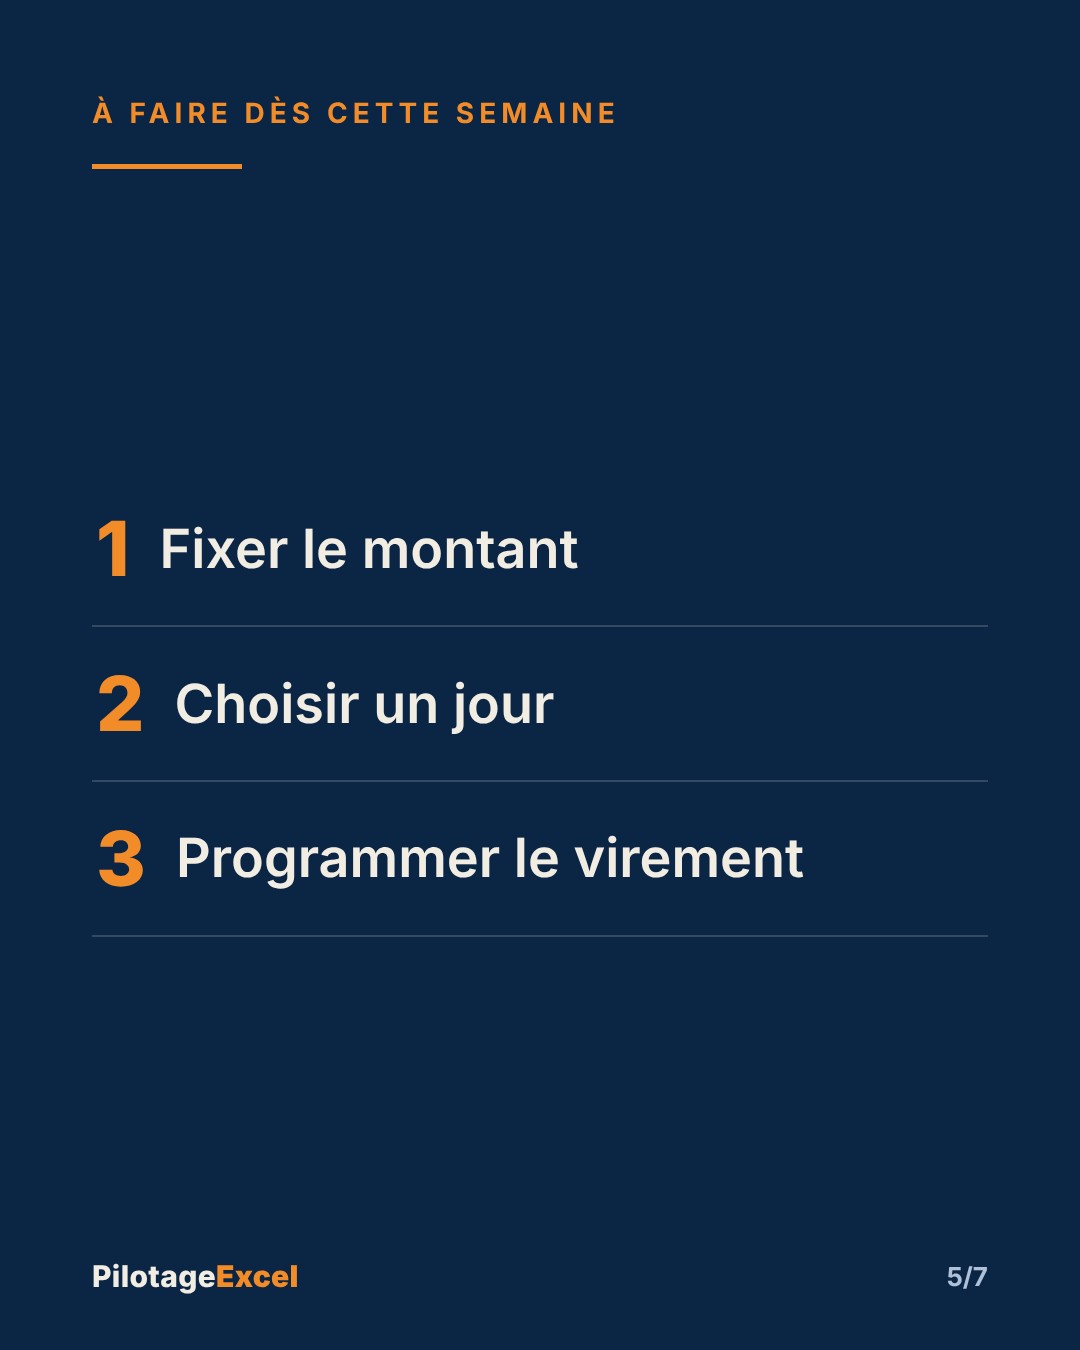 À FAIRE DÈS CETTE SEMAINE
1 Fixer le montant
2 Choisir un jour
3 Programmer le virement
PilotageExcel
5/7